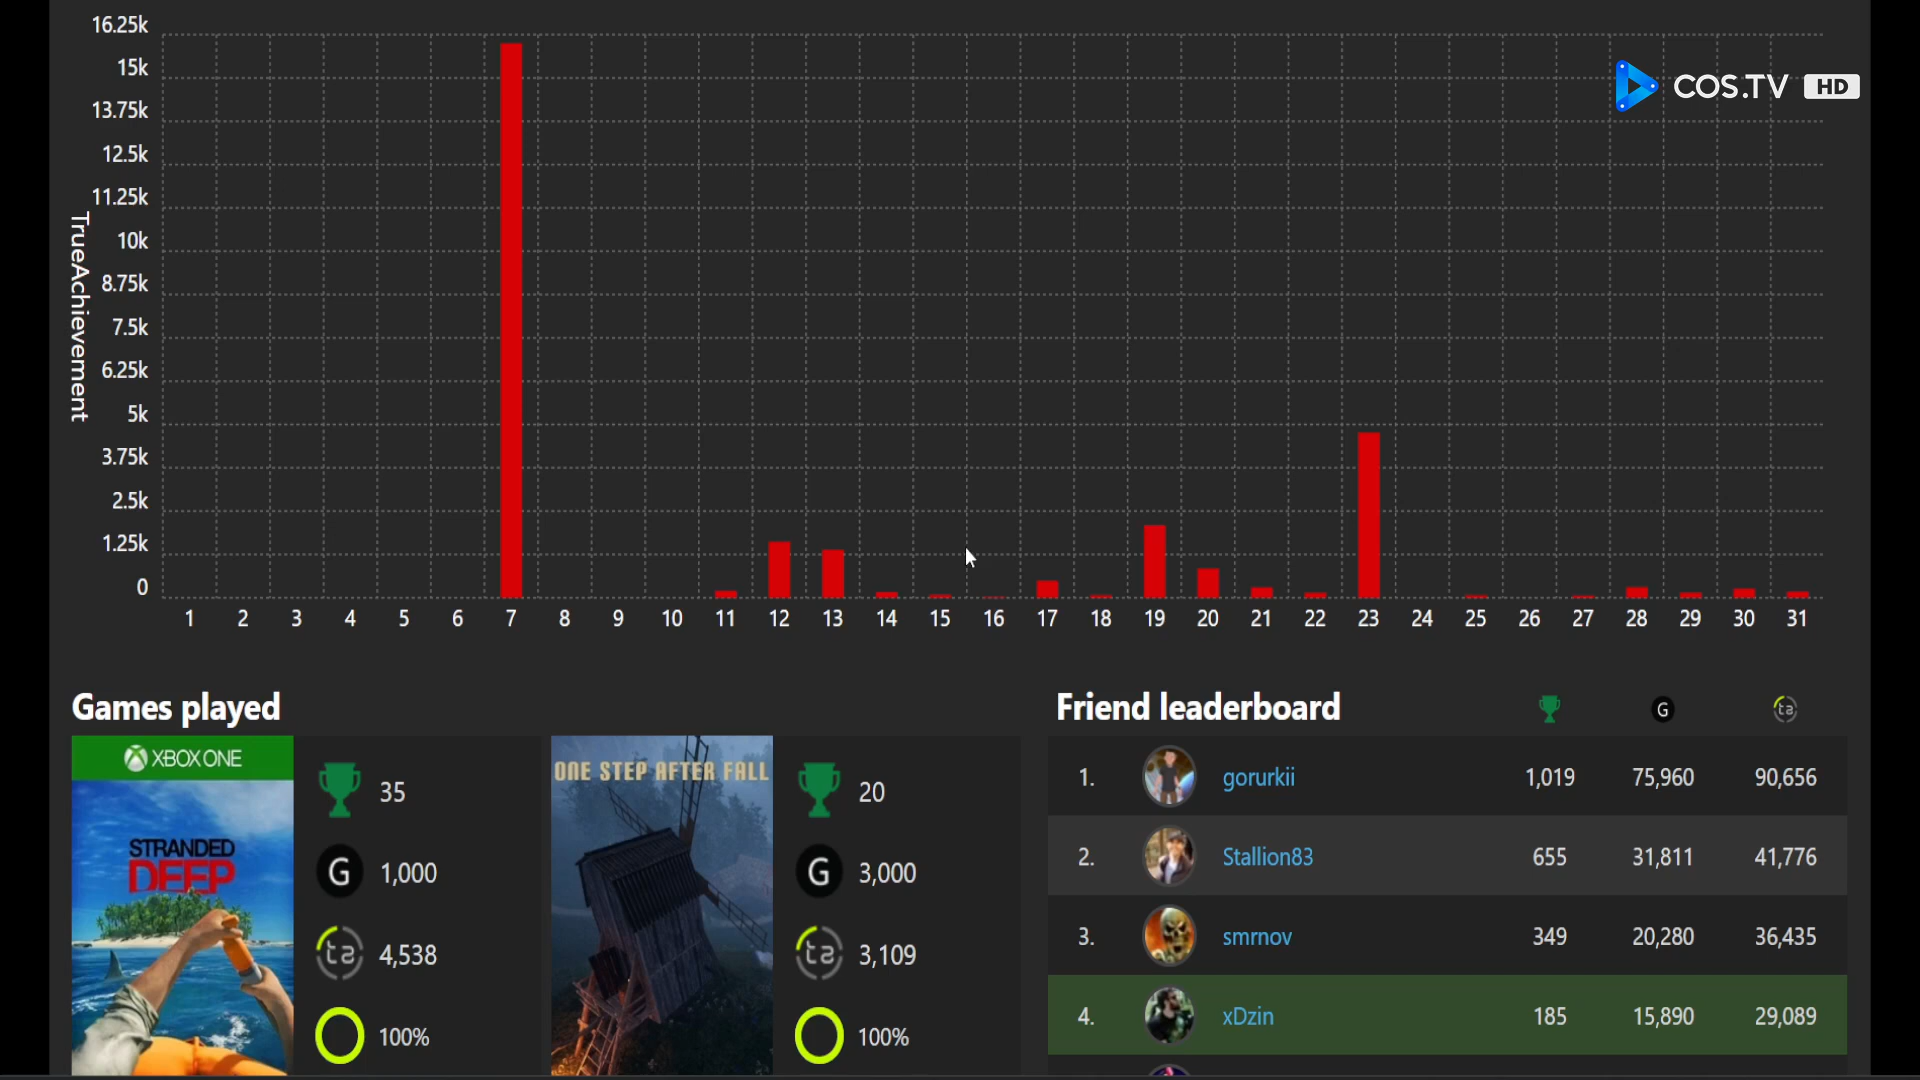 16.25k
15k
13.75k
12.5k
11.25k
10k
8.75k
7.5k
6.25k
5k
3.75k
2.5k
1.25k
0
TrueAchievement
COS.TV HD
1 2 3 4 5 6 7 8 9 10 11 12 13 14 15 16 17 18 19 20 21 22 23 24 25 26 27 28 29 30 31
Games played
XBOX ONE
STRANDED
DEEP
35
G 1,000
ta 4,538
100%
ONE STEP AFTER FALL
20
G 3,000
ta 3,109
100%
Friend leaderboard G ta
1. gorurkii 1,019 75,960 90,656
2. Stallion83 655 31,811 41,776
3. smrnov 349 20,280 36,435
4. xDzin 185 15,890 29,089